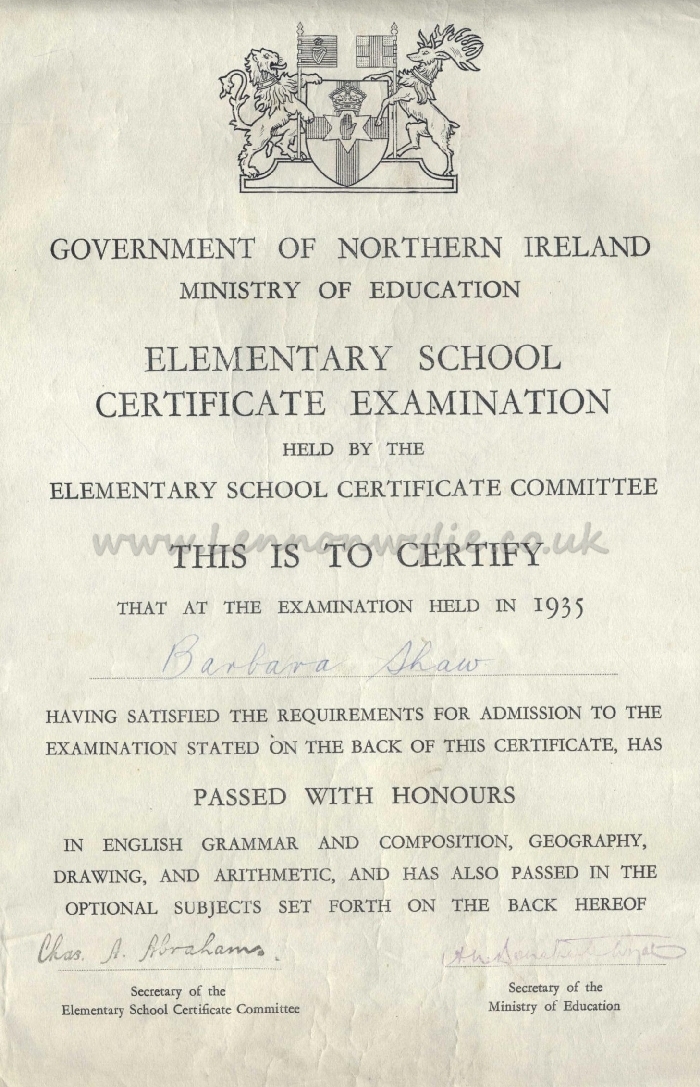 GOVERNMENT OF NORTHERN IRELAND
MINISTRY OF EDUCATION
ELEMENTARY SCHOOL
CERTIFICATE EXAMINATION
HELD BY THE
ELEMENTARY SCHOOL CERTIFICATE COMMITTEE
www.Lennonwylie.co.uk
THIS IS TO CERTIFY
THAT AT THE EXAMINATION HELD IN 1935
Barbara Shaw
HAVING SATISFIED THE REQUIREMENTS FOR ADMISSION TO THE
EXAMINATION STATED ON THE BACK OF THIS CERTIFICATE, HAS
PASSED WITH HONOURS
IN ENGLISH GRAMMAR AND COMPOSITION, GEOGRAPHY,
DRAWING, AND ARITHMETIC, AND HAS ALSO PASSED IN THE
OPTIONAL SUBJECTS SET FORTH ON THE BACK HEREOF
Chas. A. Abrahams.
Secretary of the
Elementary School Certificate Committee
Secretary of the
Ministry of Education